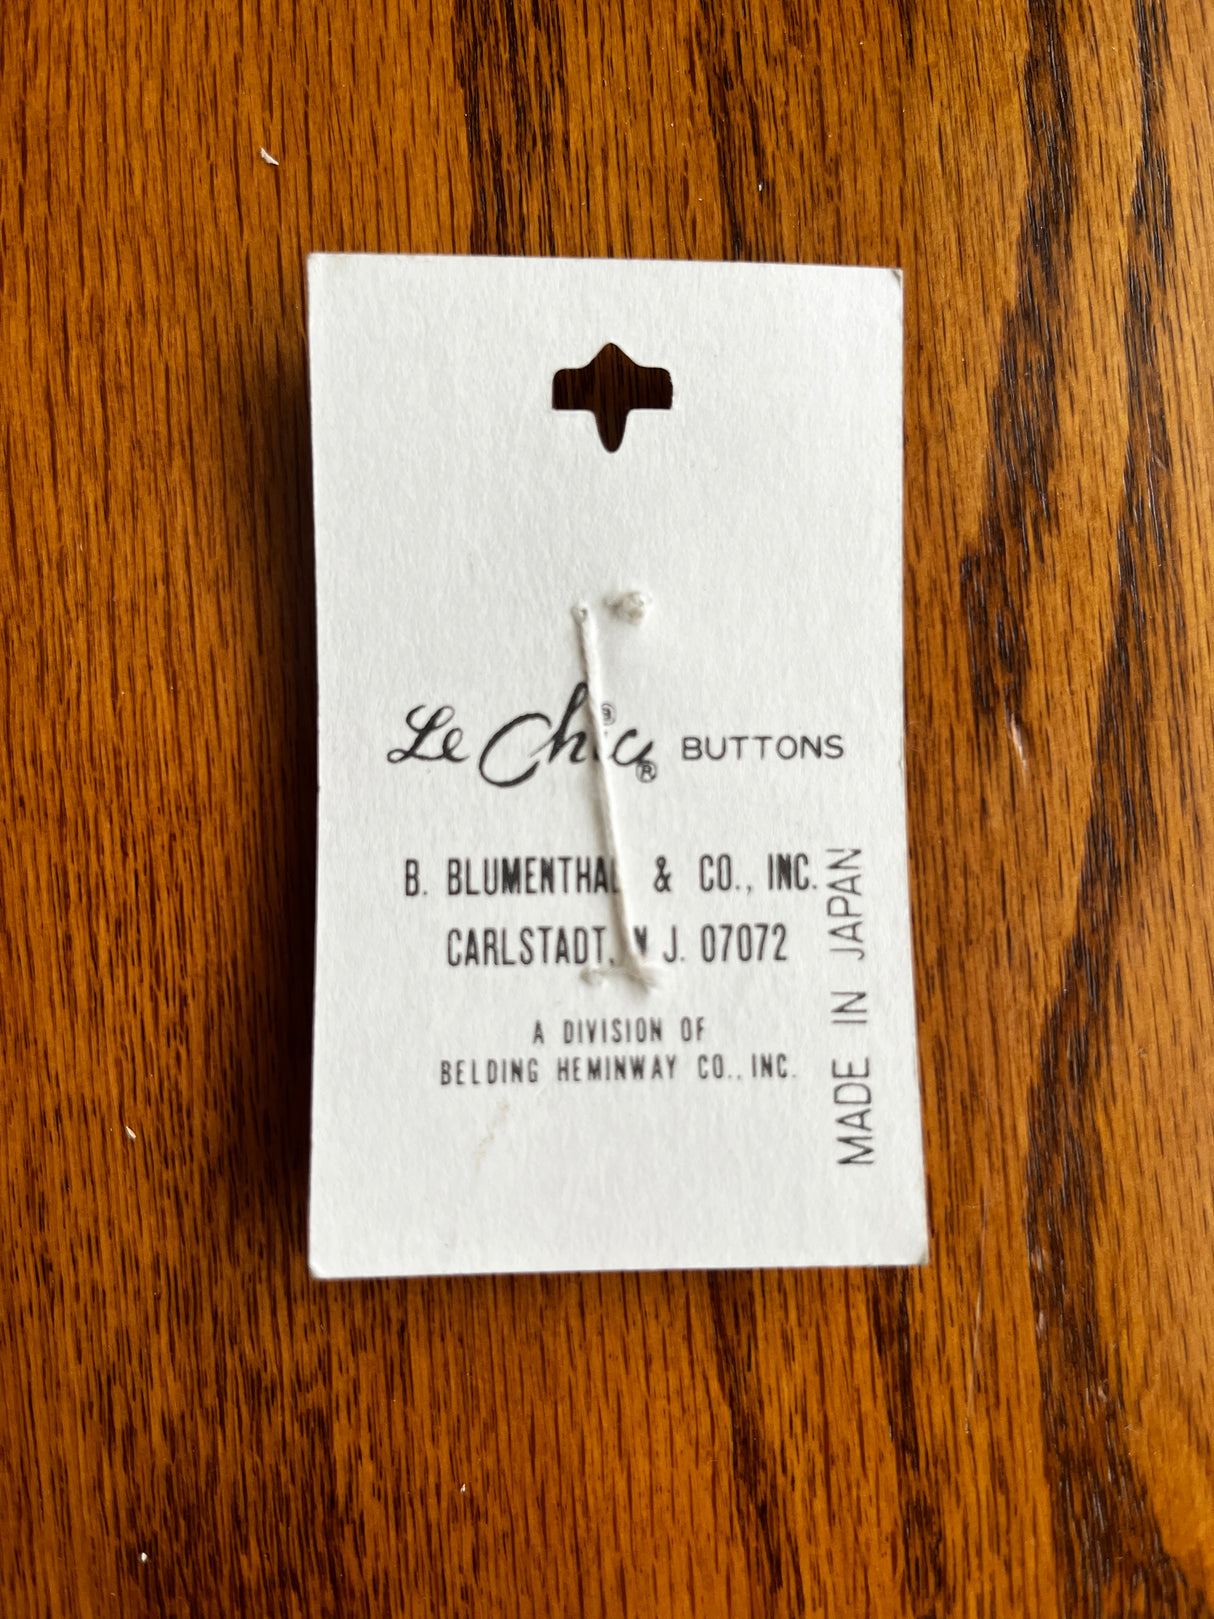 Le Chic® BUTTONS
B. BLUMENTHAL & CO., INC.
CARLSTADT, N.J. 07072
A DIVISION OF
BELDING HEMINWAY CO., INC.
MADE IN JAPAN